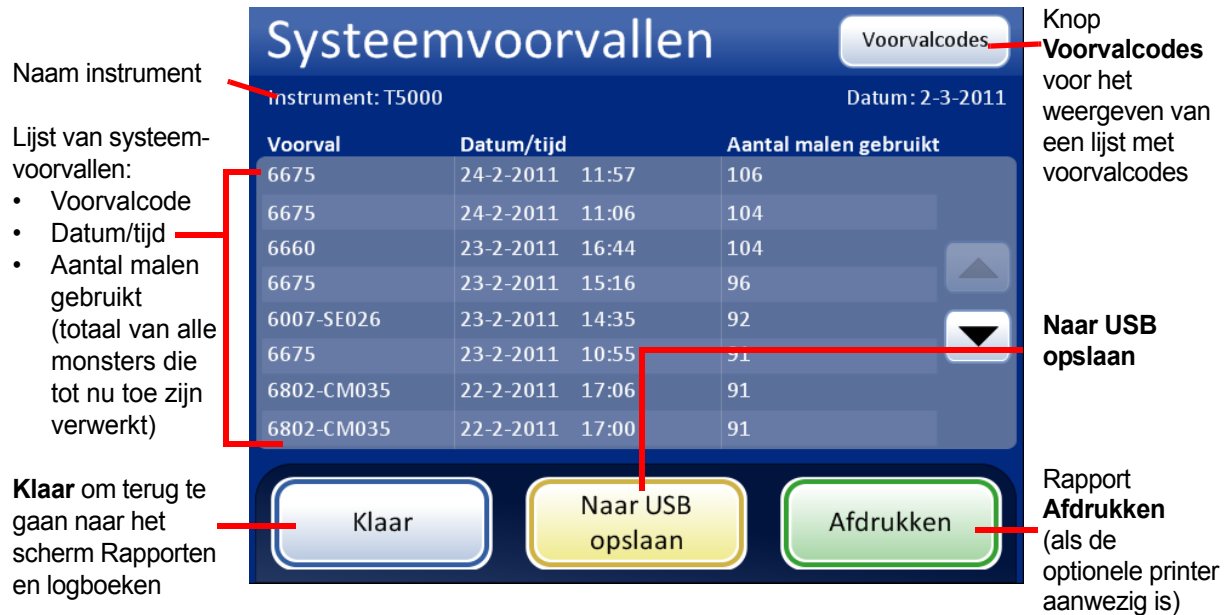 Systeemvoorvallen
Voorvalcodes
Instrument: T5000
Datum: 2-3-2011
Voorval Datum/tijd Aantal malen gebruikt
6675 24-2-2011 11:57 106
6675 24-2-2011 11:06 104
6660 23-2-2011 16:44 104
6675 23-2-2011 15:16 96
6007-SE026 23-2-2011 14:35 92
6675 23-2-2011 10:55 91
6802-CM035 22-2-2011 17:06 91
6802-CM035 22-2-2011 17:00 91
Klaar
Naar USB
opslaan
Afdrukken
Naam instrument
Lijst van systeem-
voorvallen:
• Voorvalcode
• Datum/tijd
• Aantal malen
gebruikt
(totaal van alle
monsters die
tot nu toe zijn
verwerkt)
Klaar om terug te
gaan naar het
scherm Rapporten
en logboeken
Knop
Voorvalcodes
voor het
weergeven van
een lijst met
voorvalcodes
Naar USB
opslaan
Rapport
Afdrukken
(als de
optionele printer
aanwezig is)